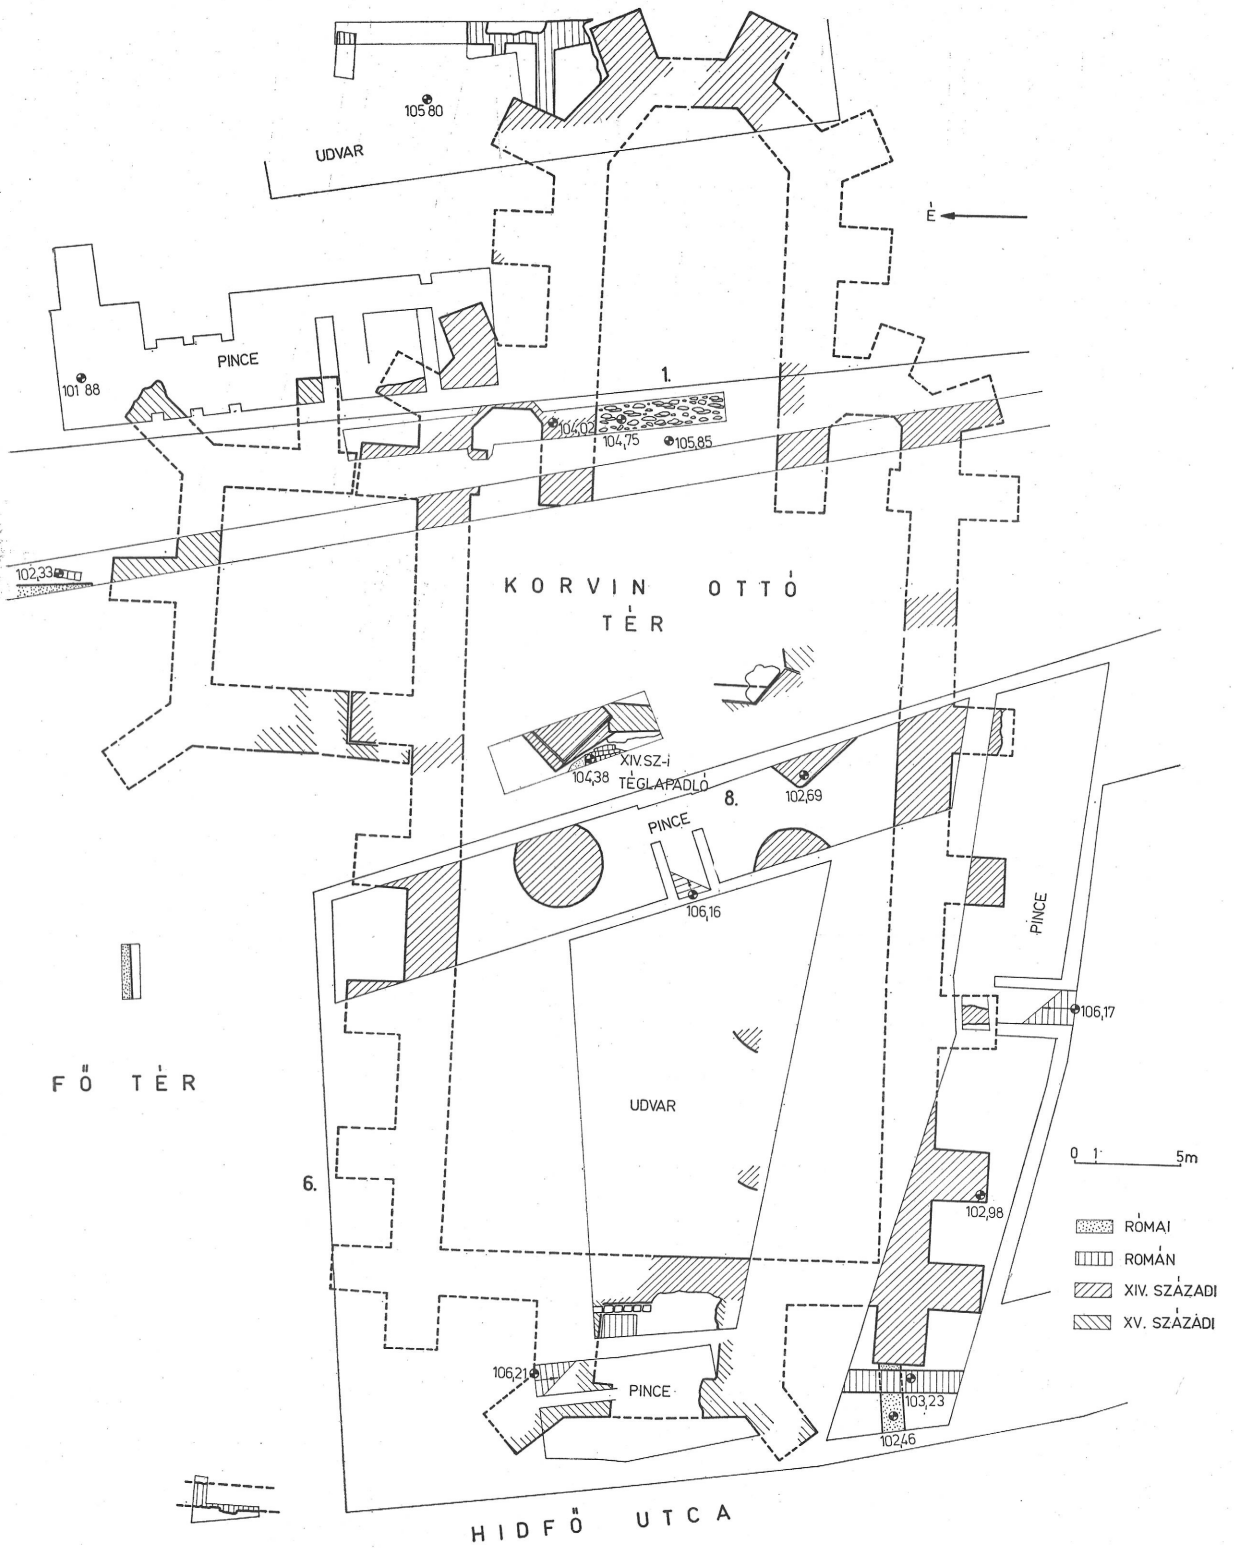 105 80
UDVAR
É
PINCE
101 88
1.
104,02
104,75
105,85
102,33
KORVIN OTTÓ
TÉR
XIV.SZ-i
TÉGLAPADLÓ
104,38
8.
102,69
PINCE
106,16
PINCE
106,17
FŐ TÉR
UDVAR
0 1 5m
6.
102,98
RÓMAI
ROMÁN
XIV. SZÁZADI
XV. SZÁZÁDI
106,21
PINCE
103,23
102,46
HIDFŐ UTCA